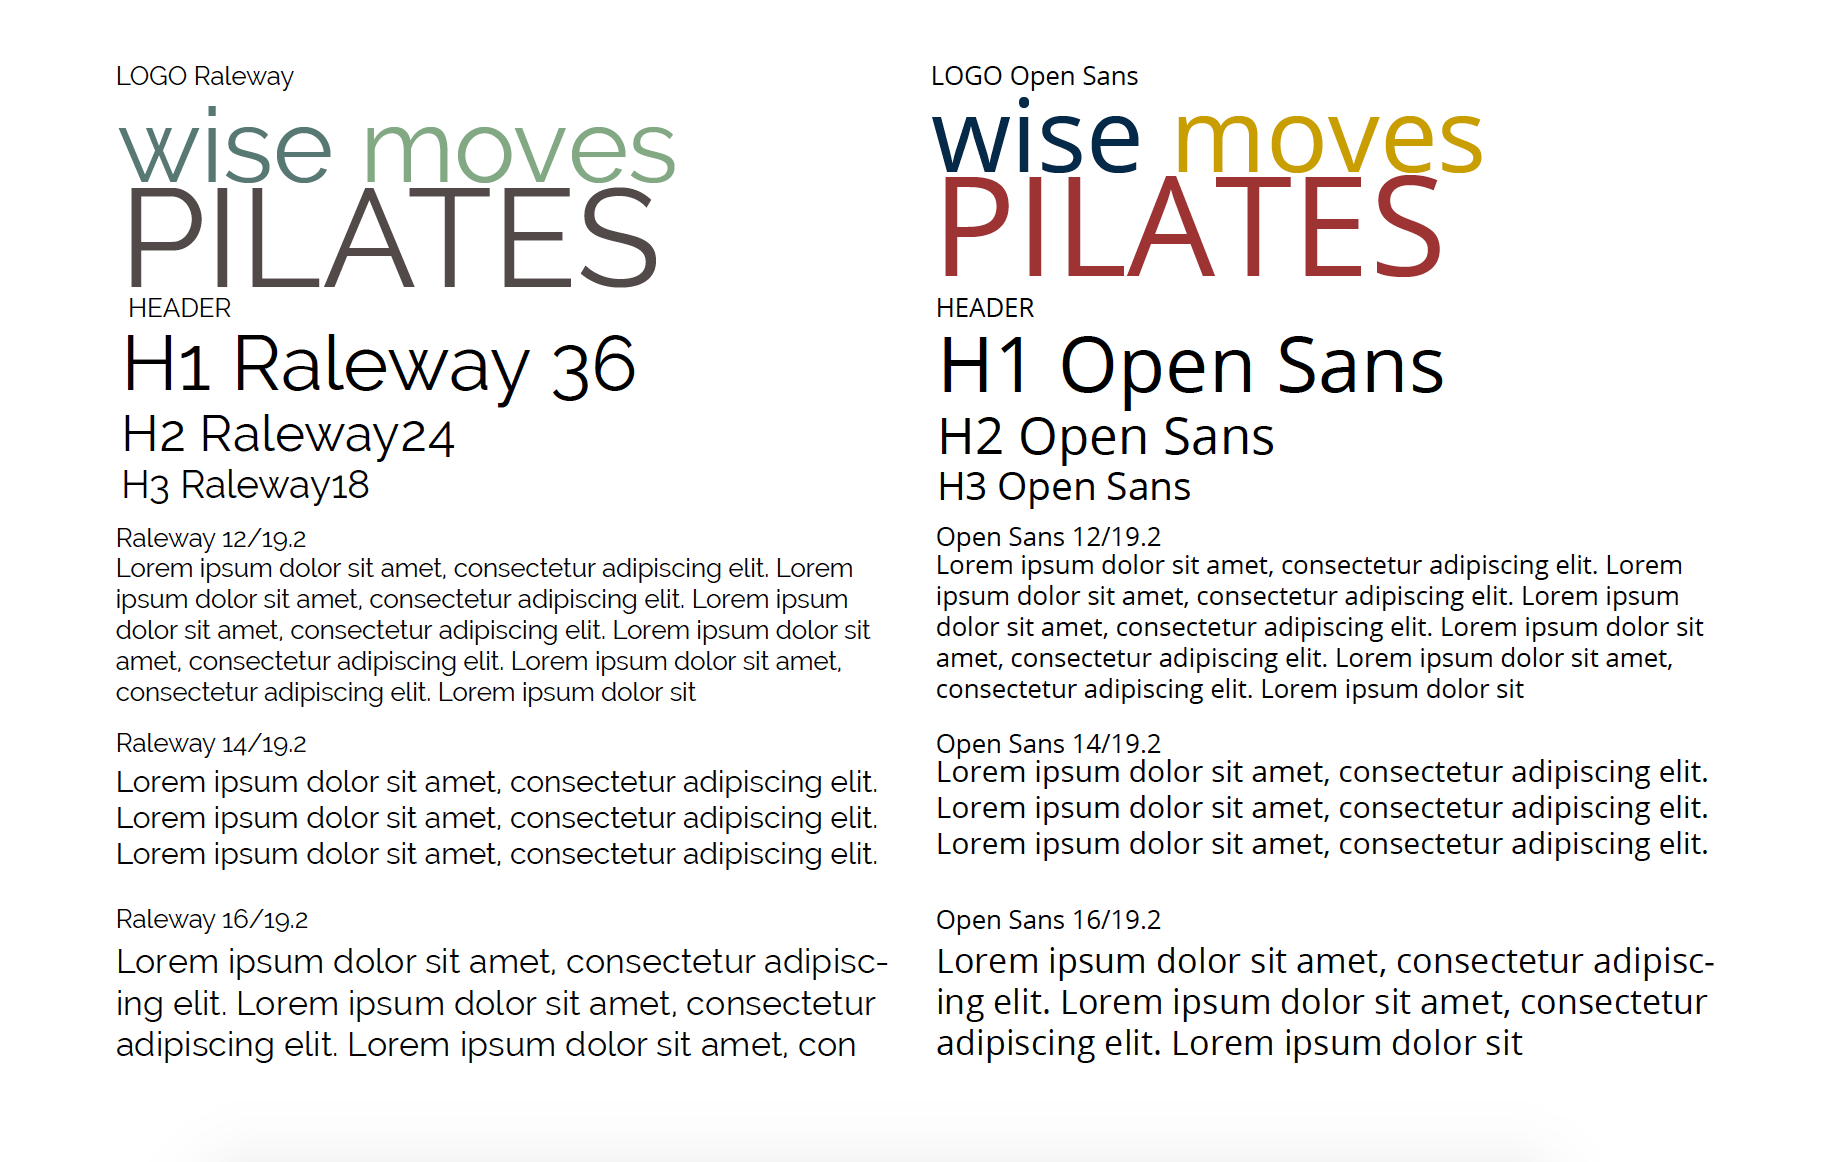 LOGO Raleway
wise moves
PILATES
HEADER
H1 Raleway 36
H2 Raleway24
H3 Raleway18
Raleway 12/19.2
Lorem ipsum dolor sit amet, consectetur adipiscing elit. Lorem
ipsum dolor sit amet, consectetur adipiscing elit. Lorem ipsum
dolor sit amet, consectetur adipiscing elit. Lorem ipsum dolor sit
amet, consectetur adipiscing elit. Lorem ipsum dolor sit amet,
consectetur adipiscing elit. Lorem ipsum dolor sit
Raleway 14/19.2
Lorem ipsum dolor sit amet, consectetur adipiscing elit.
Lorem ipsum dolor sit amet, consectetur adipiscing elit.
Lorem ipsum dolor sit amet, consectetur adipiscing elit.
Raleway 16/19.2
Lorem ipsum dolor sit amet, consectetur adipisc-
ing elit. Lorem ipsum dolor sit amet, consectetur
adipiscing elit. Lorem ipsum dolor sit amet, con
LOGO Open Sans
wise moves
PILATES
HEADER
H1 Open Sans
H2 Open Sans
H3 Open Sans
Open Sans 12/19.2
Lorem ipsum dolor sit amet, consectetur adipiscing elit. Lorem
ipsum dolor sit amet, consectetur adipiscing elit. Lorem ipsum
dolor sit amet, consectetur adipiscing elit. Lorem ipsum dolor sit
amet, consectetur adipiscing elit. Lorem ipsum dolor sit amet,
consectetur adipiscing elit. Lorem ipsum dolor sit
Open Sans 14/19.2
Lorem ipsum dolor sit amet, consectetur adipiscing elit.
Lorem ipsum dolor sit amet, consectetur adipiscing elit.
Lorem ipsum dolor sit amet, consectetur adipiscing elit.
Open Sans 16/19.2
Lorem ipsum dolor sit amet, consectetur adipisc-
ing elit. Lorem ipsum dolor sit amet, consectetur
adipiscing elit. Lorem ipsum dolor sit